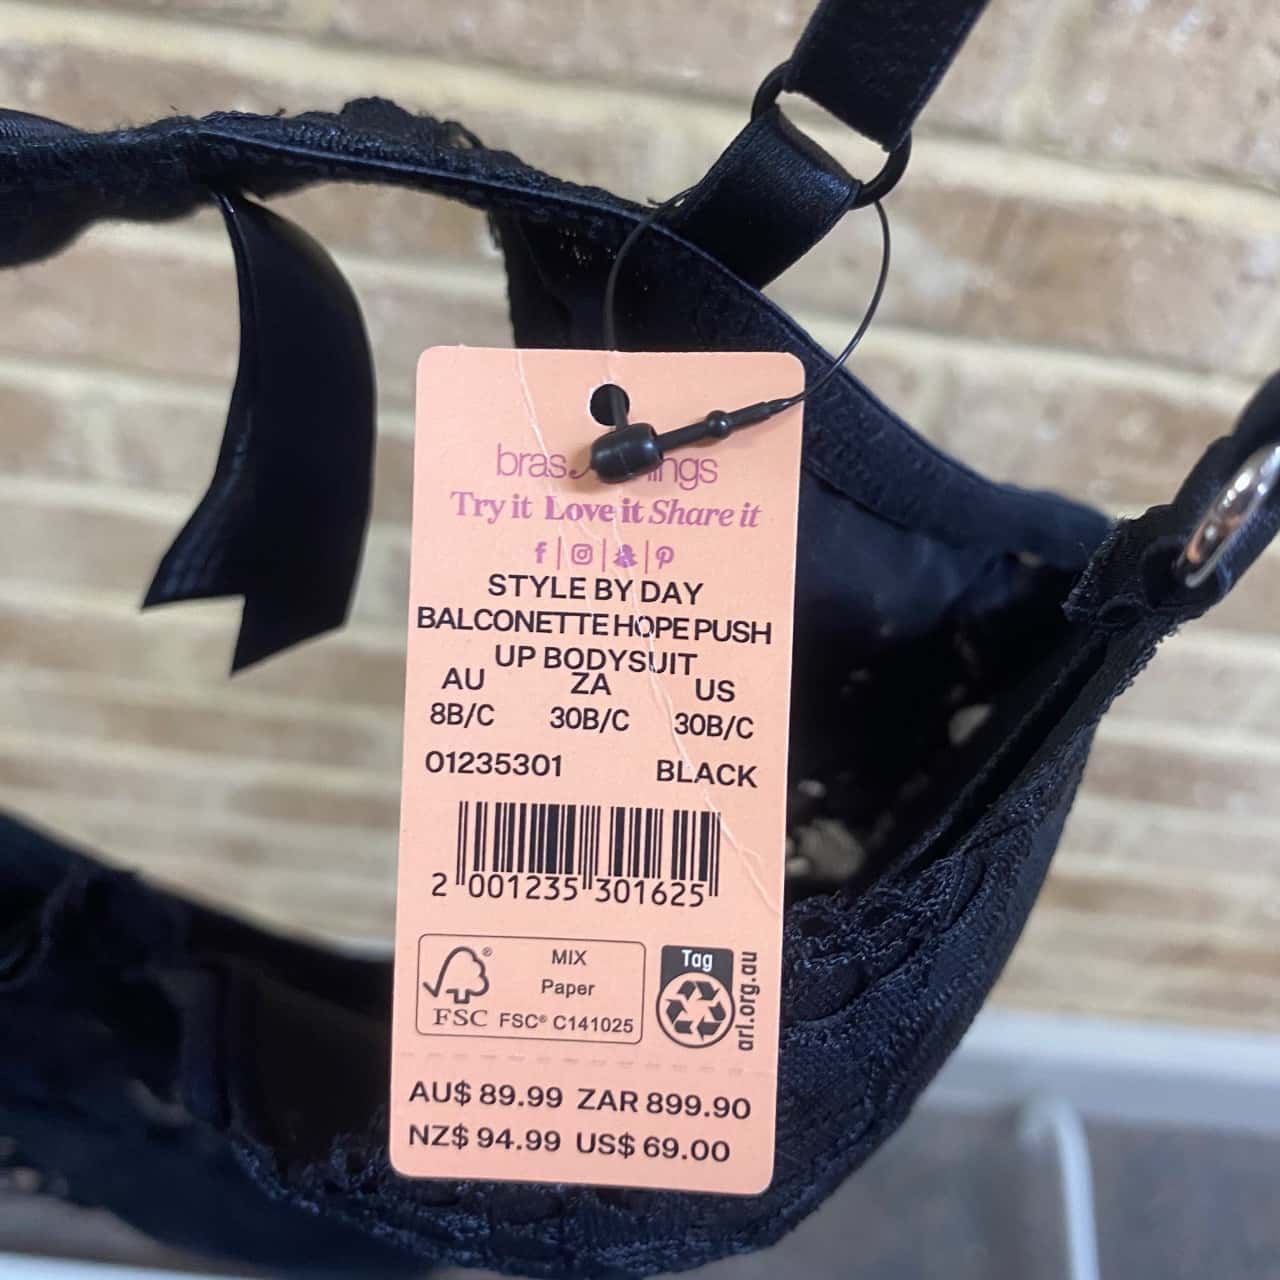 bras
Try it Love it Share it
STYLE BY DAY
BALCONETTE HOPE PUSH
UP BODYSUIT
AU ZA US
8B/C 30B/C 30B/C
01235301 BLACK
2 001235 301625
MIX
Paper
FSC® C141025
FSC
Tag
arl.org.au
AU$ 89.99 ZAR 899.90
NZ$ 94.99 US$ 69.00